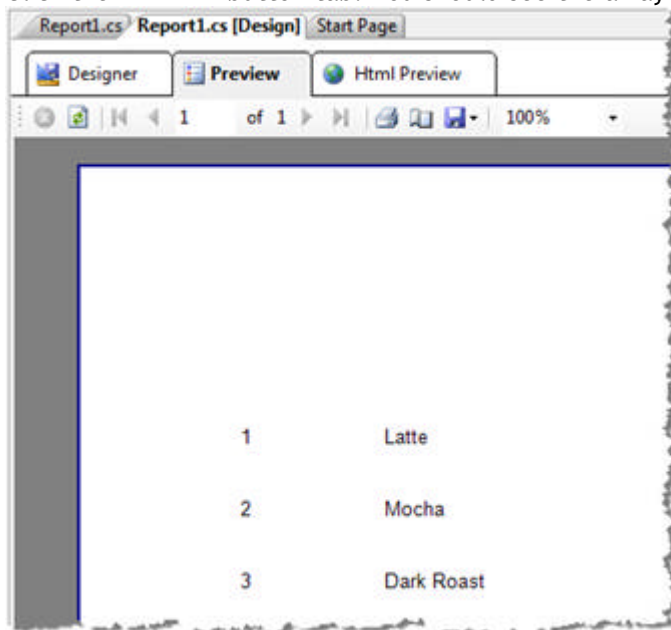 Report1.cs Report1.cs [Design] Start Page
Designer Preview Html Preview
1 of 1 100%
1 Latte
2 Mocha
3 Dark Roast